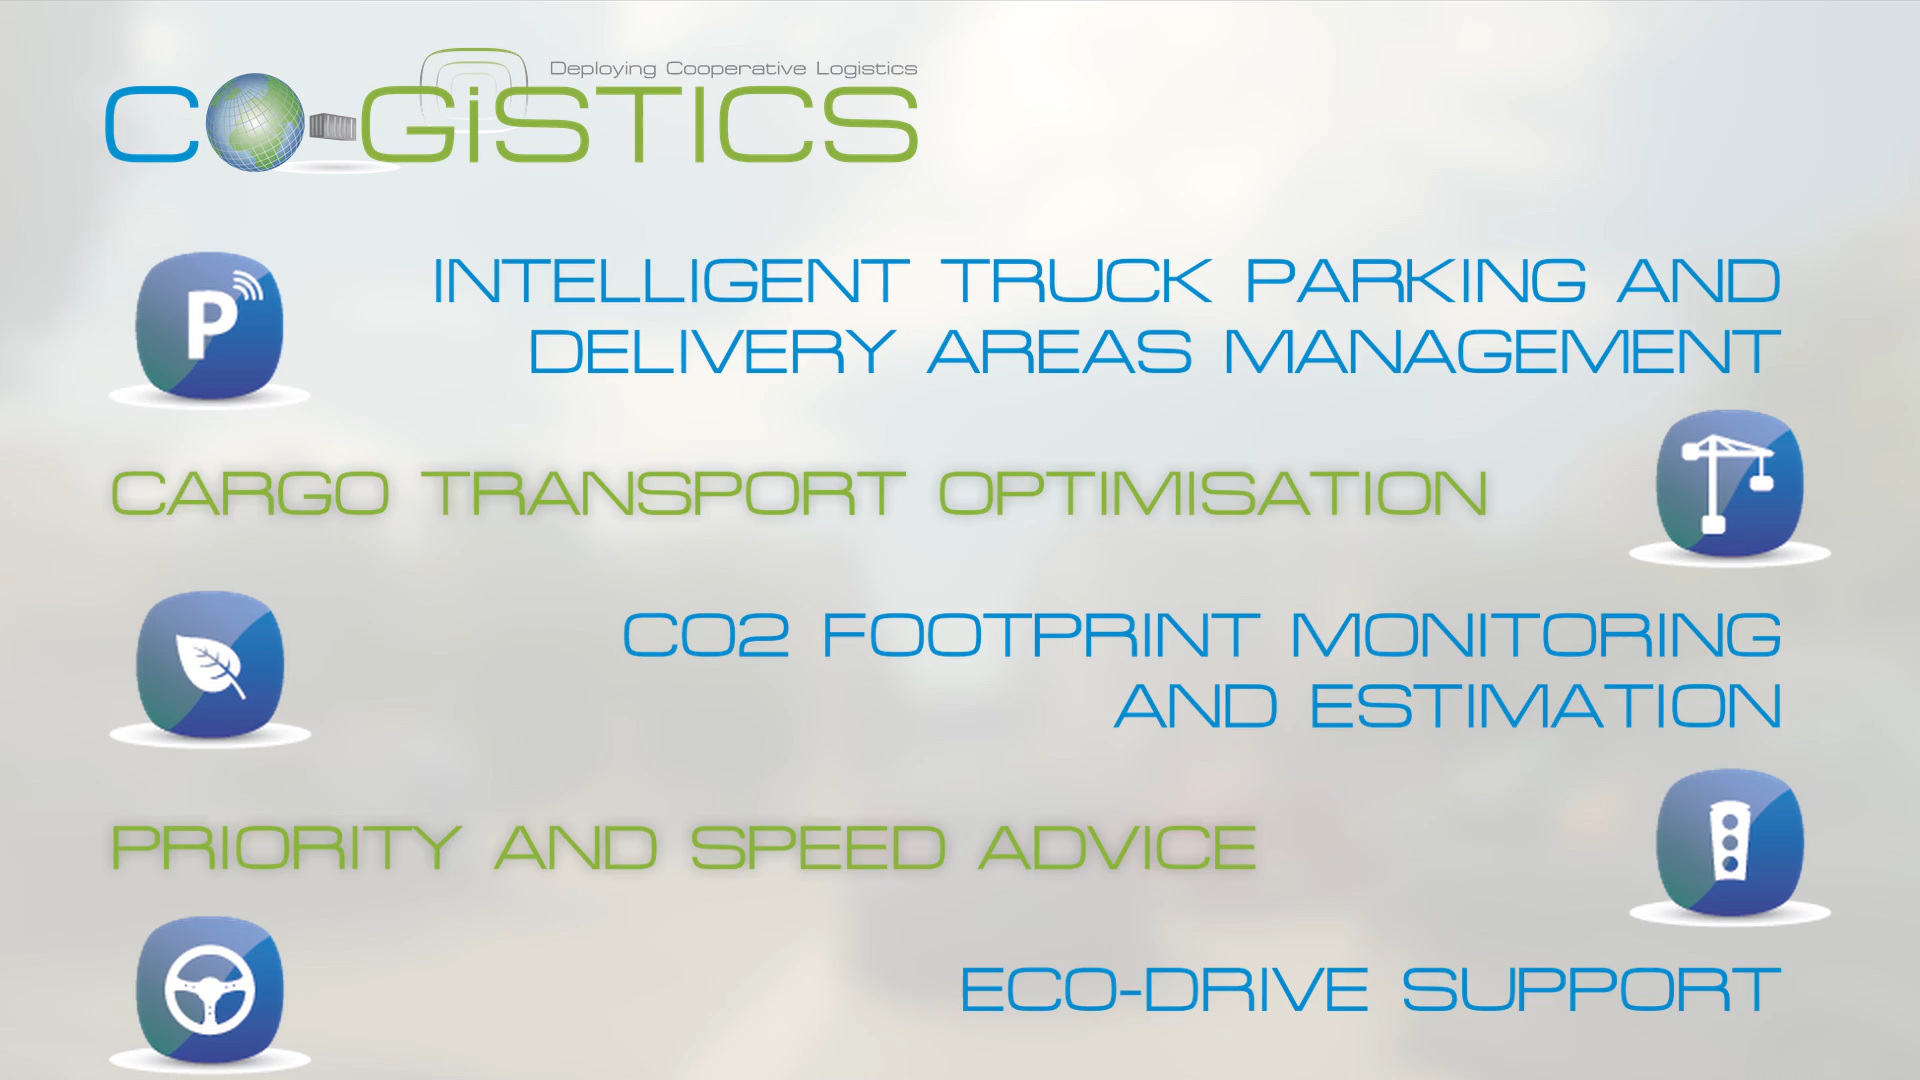 Deploying Cooperative Logistics
CO-GiSTICS
P
INTELLIGENT TRUCK PARKING AND
DELIVERY AREAS MANAGEMENT
CARGO TRANSPORT OPTIMISATION
CO2 FOOTPRINT MONITORING
AND ESTIMATION
PRIORITY AND SPEED ADVICE
ECO-DRIVE SUPPORT